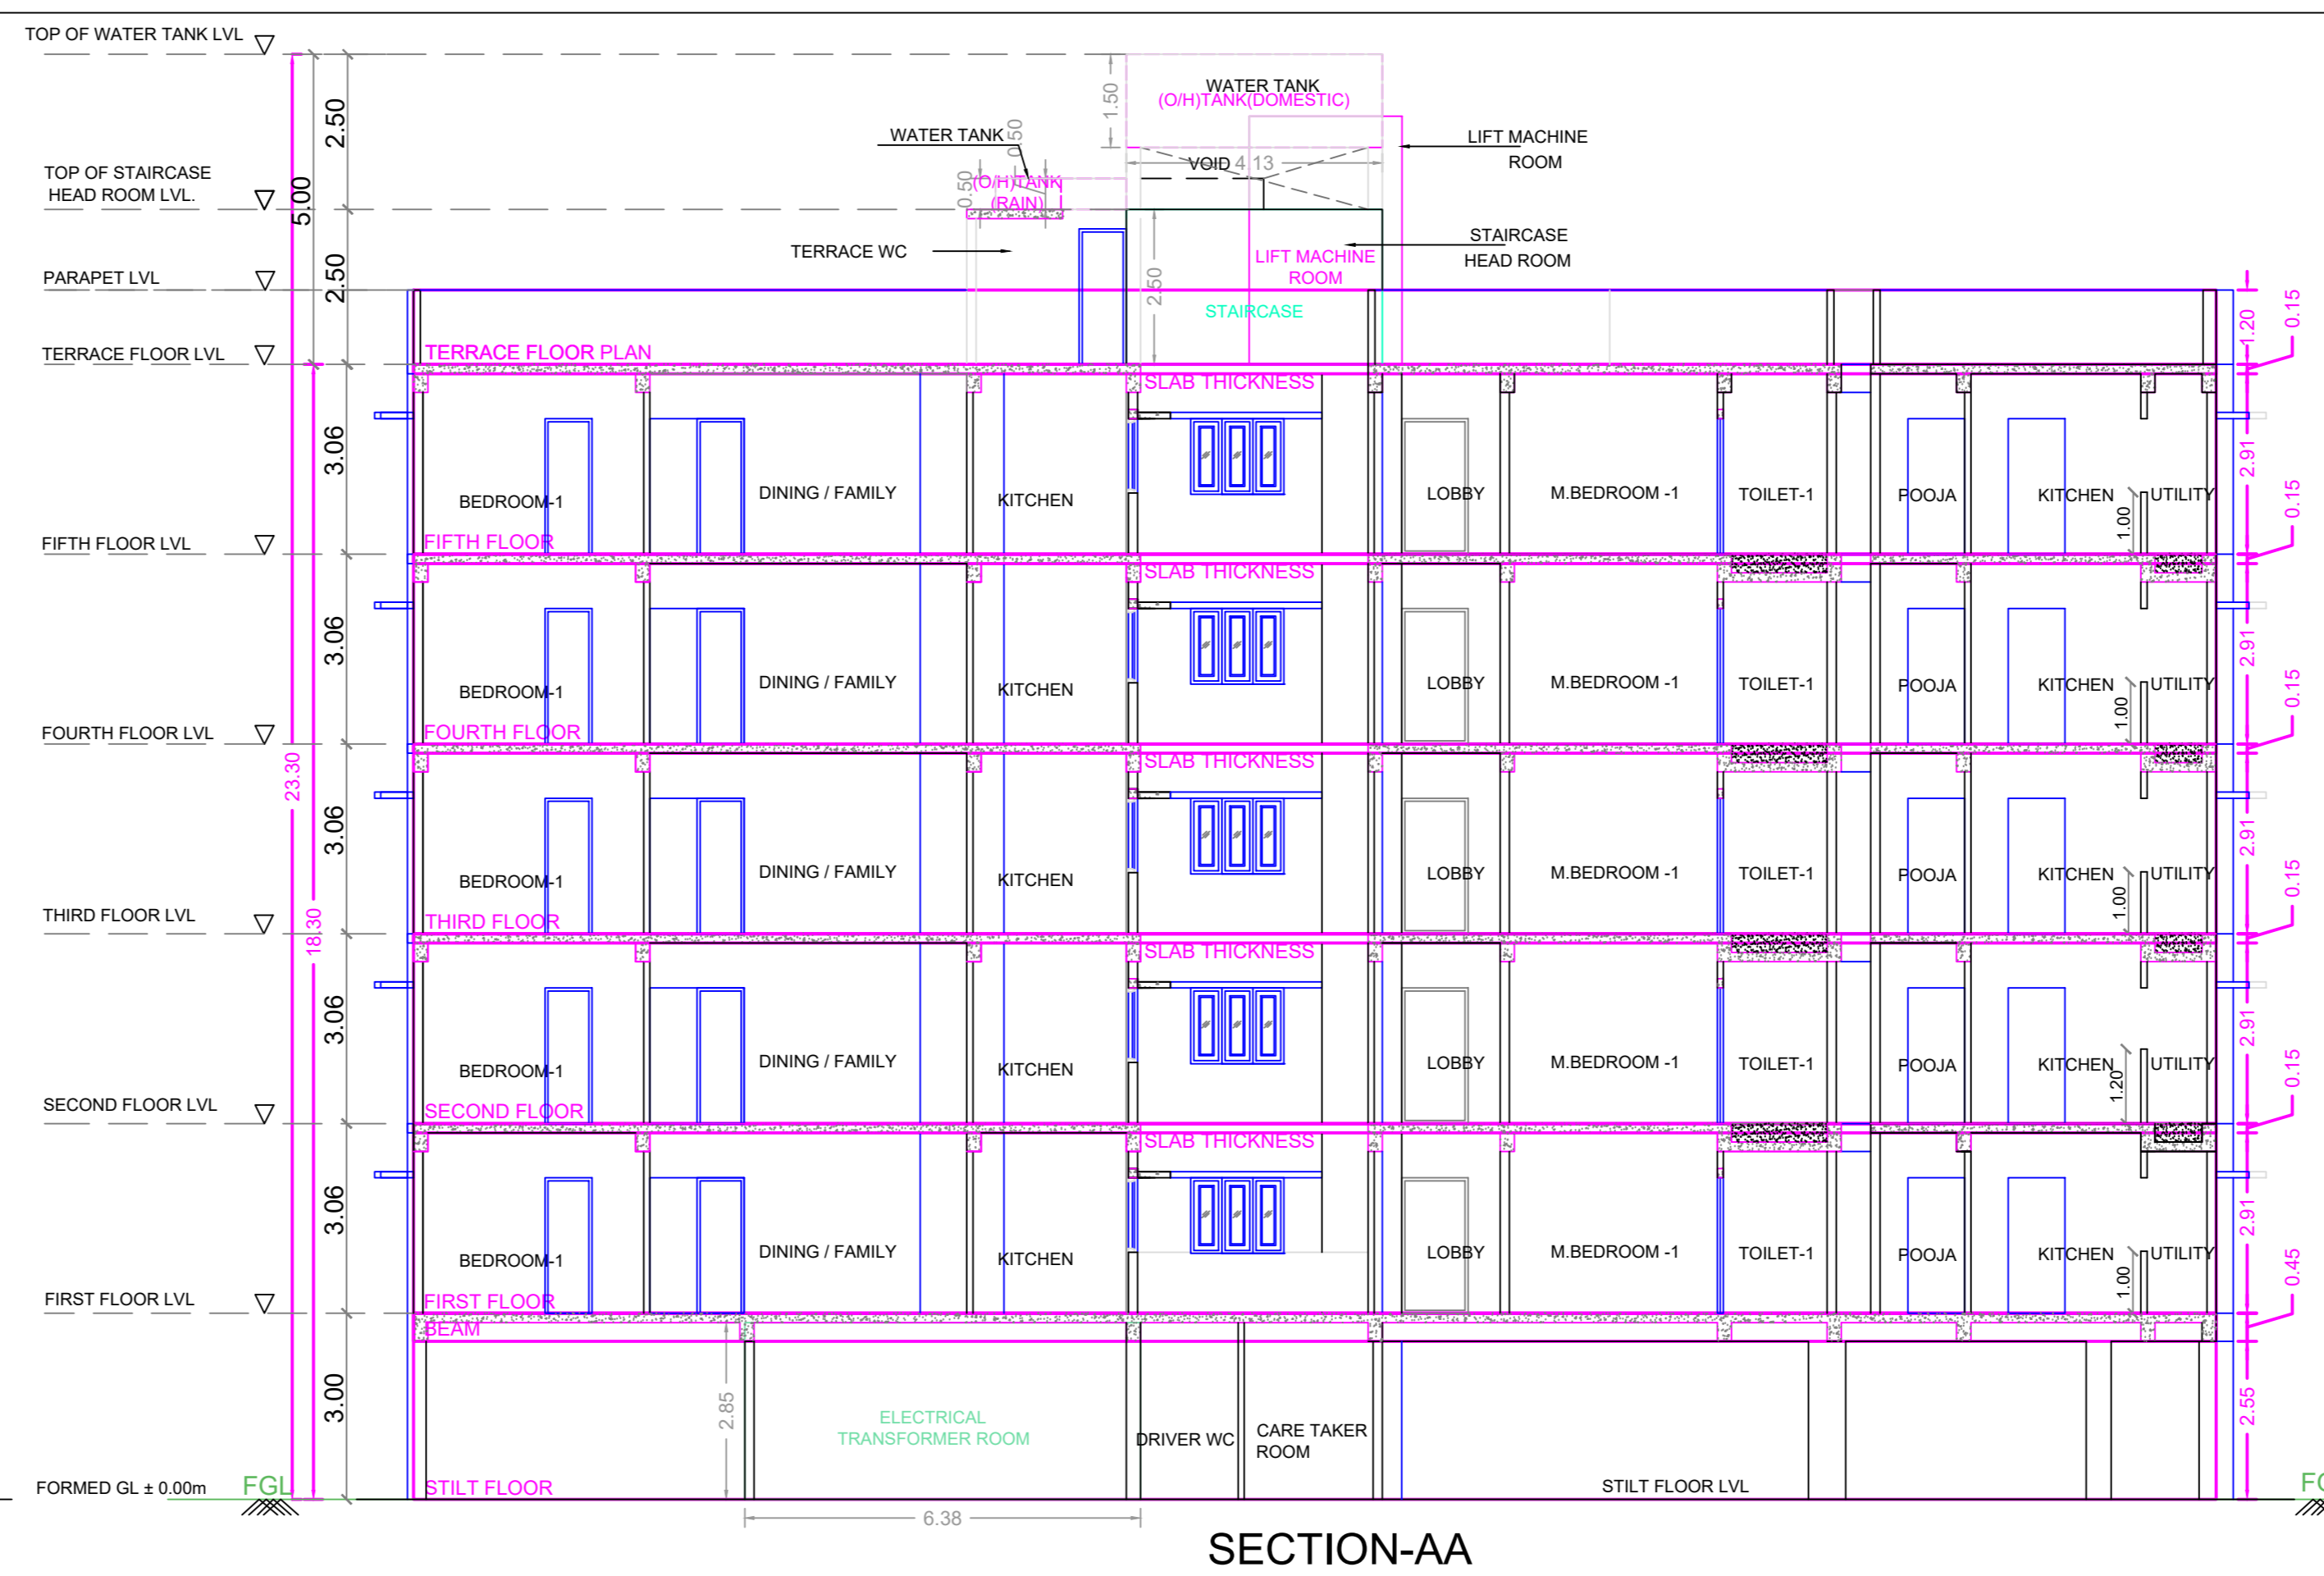 TOP OF WATER TANK LVL
WATER TANK
(O/H)TANK(DOMESTIC)
1.50
2.50
WATER TANK
0.50
LIFT MACHINE
ROOM
VOID
4.13
TOP OF STAIRCASE
HEAD ROOM LVL.
5.00
0.50
(O/H)TANK
(RAIN)
TERRACE WC
STAIRCASE
HEAD ROOM
LIFT MACHINE
ROOM
PARAPET LVL
2.50
2.50
STAIRCASE
1.20
0.15
TERRACE FLOOR LVL
TERRACE FLOOR PLAN
SLAB THICKNESS
3.06
BEDROOM-1
DINING / FAMILY
KITCHEN
LOBBY
M.BEDROOM -1
TOILET-1
POOJA
KITCHEN
UTILITY
1.00
2.91
0.15
FIFTH FLOOR LVL
FIFTH FLOOR
SLAB THICKNESS
3.06
BEDROOM-1
DINING / FAMILY
KITCHEN
LOBBY
M.BEDROOM -1
TOILET-1
POOJA
KITCHEN
UTILITY
1.00
2.91
0.15
FOURTH FLOOR LVL
FOURTH FLOOR
SLAB THICKNESS
23.30
3.06
BEDROOM-1
DINING / FAMILY
KITCHEN
LOBBY
M.BEDROOM -1
TOILET-1
POOJA
KITCHEN
UTILITY
1.00
2.91
0.15
THIRD FLOOR LVL
THIRD FLOOR
18.30
SLAB THICKNESS
3.06
BEDROOM-1
DINING / FAMILY
KITCHEN
LOBBY
M.BEDROOM -1
TOILET-1
POOJA
KITCHEN
UTILITY
1.20
2.91
0.15
SECOND FLOOR LVL
SECOND FLOOR
SLAB THICKNESS
3.06
BEDROOM-1
DINING / FAMILY
KITCHEN
LOBBY
M.BEDROOM -1
TOILET-1
POOJA
KITCHEN
UTILITY
1.00
2.91
0.45
FIRST FLOOR LVL
FIRST FLOOR
BEAM
3.00
2.85
ELECTRICAL
TRANSFORMER ROOM
DRIVER WC
CARE TAKER
ROOM
2.55
FORMED GL ± 0.00m
FGL
STILT FLOOR
STILT FLOOR LVL
6.38
SECTION-AA